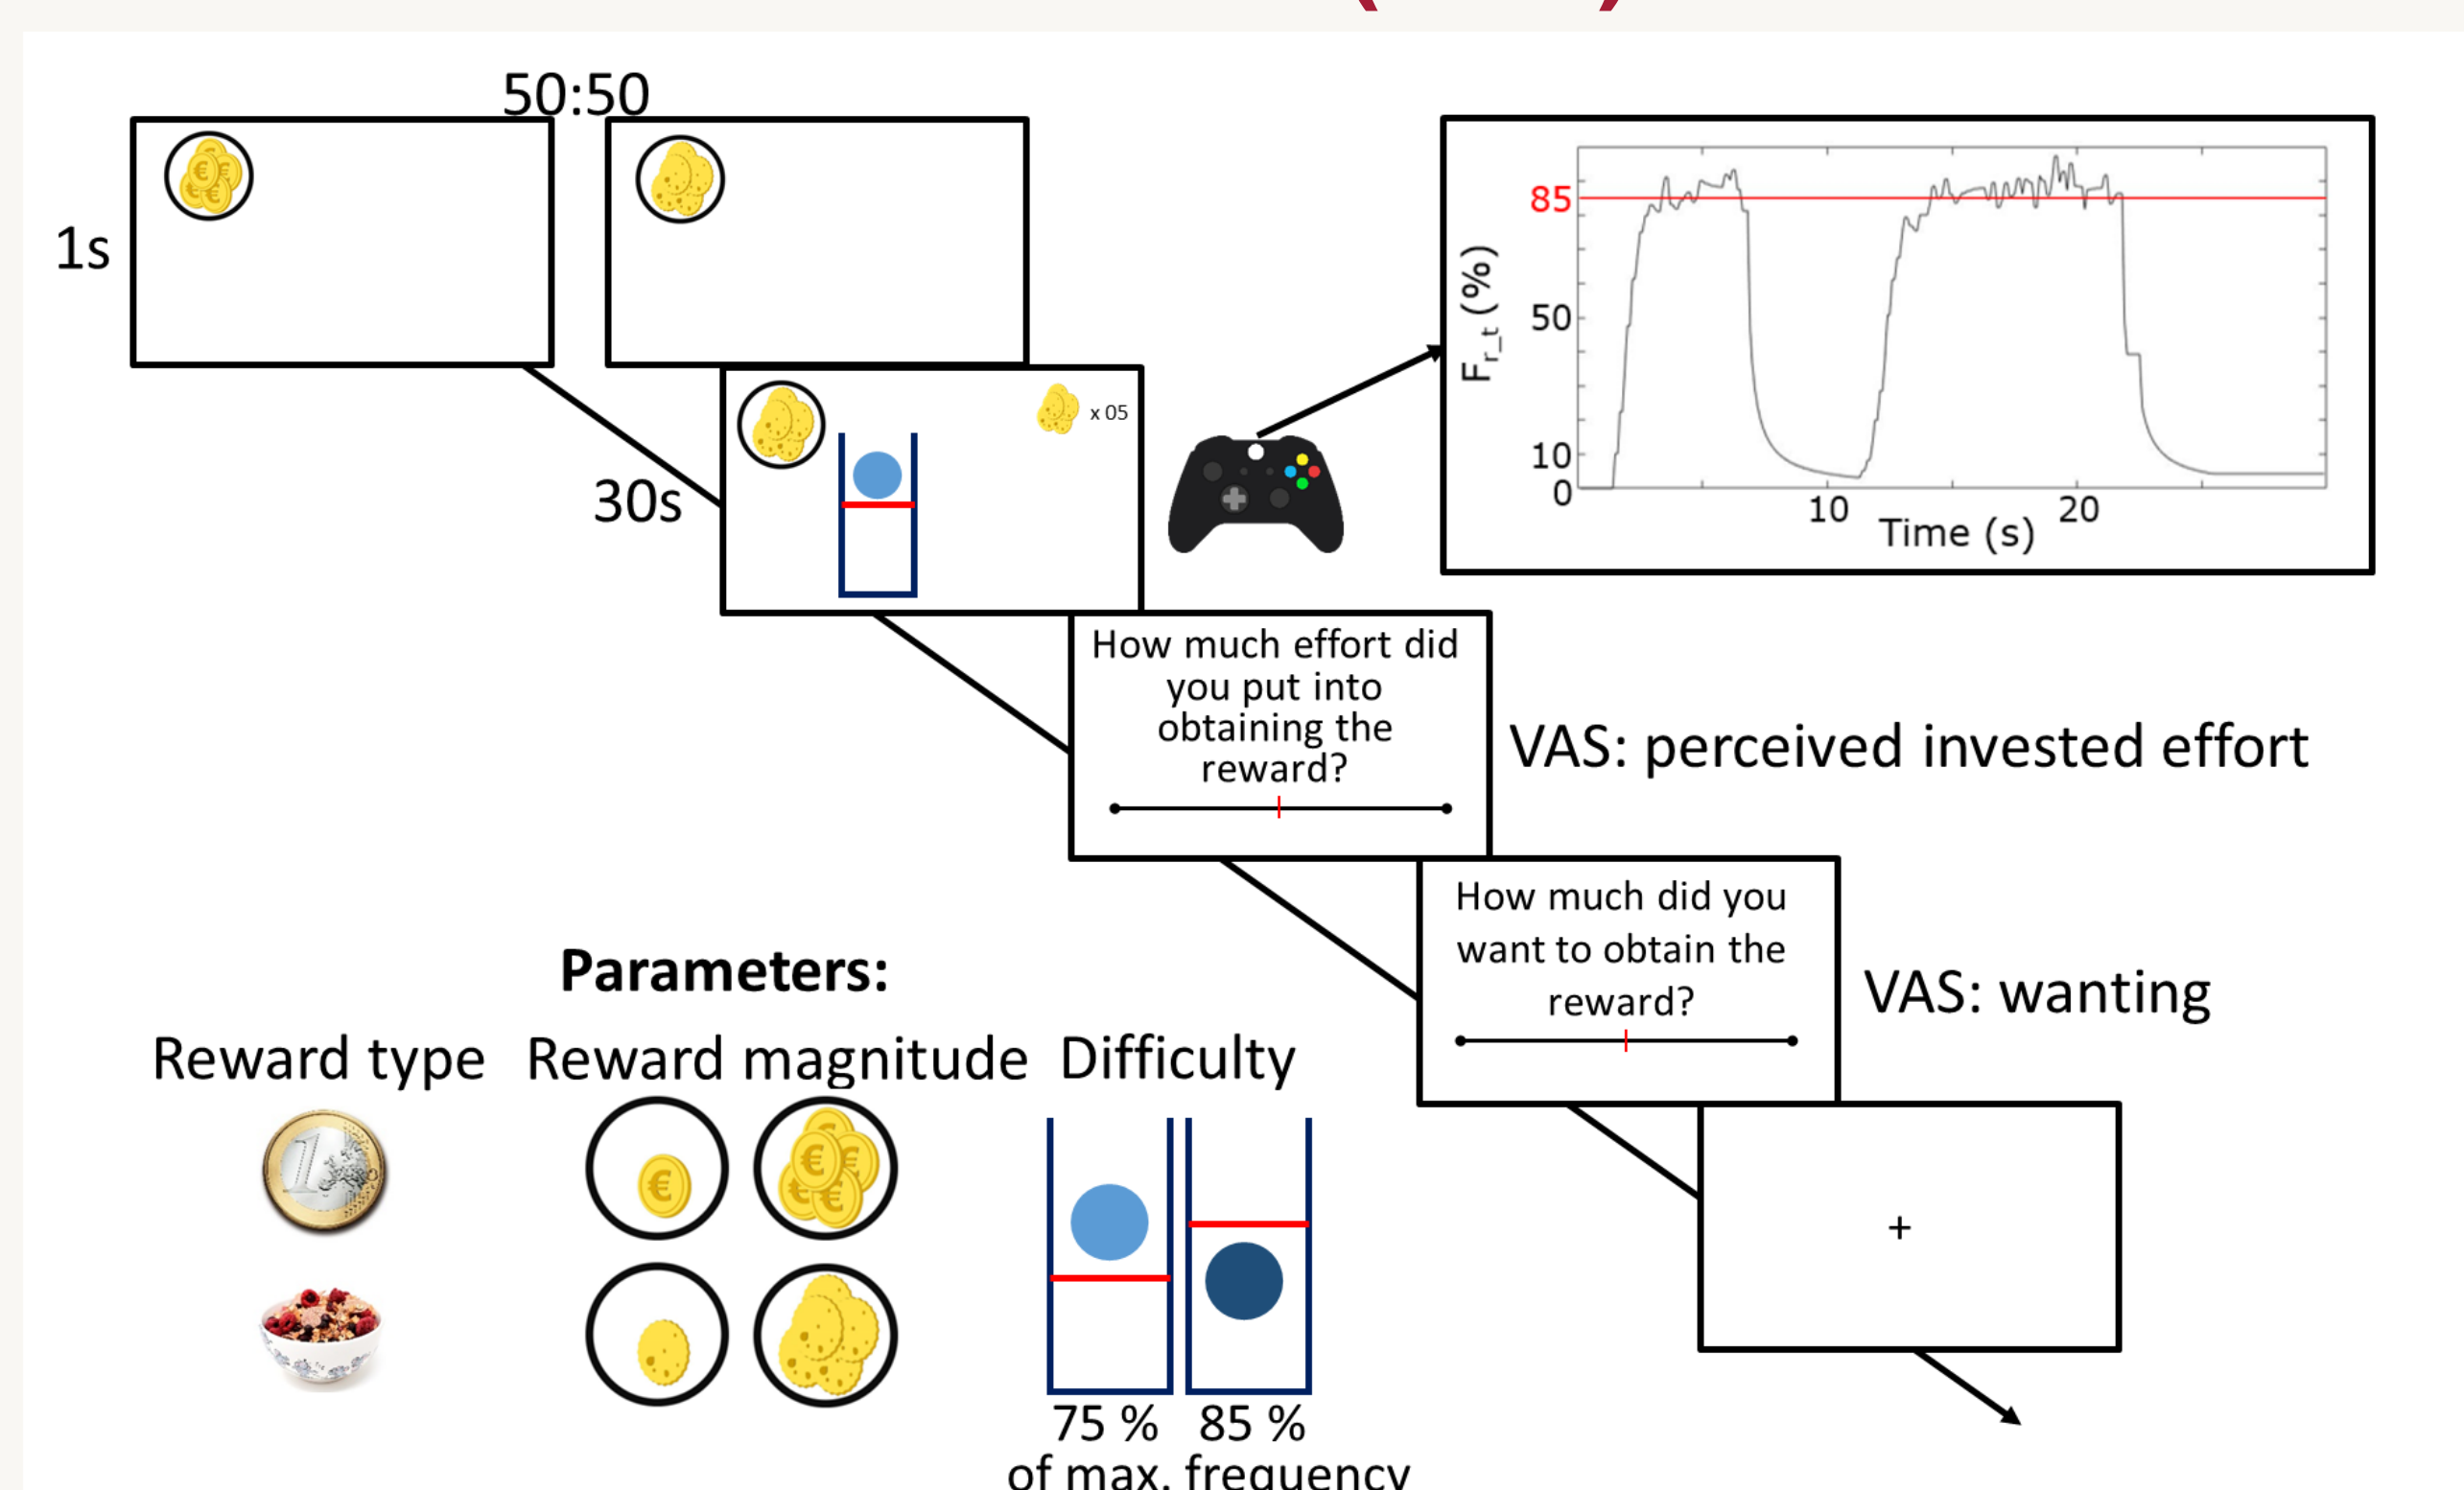 50:50
1s
x 05
30s
F_r_t (%)
85
50
10
0
10
20
Time (s)
How much effort did
you put into
obtaining the
reward?
VAS: perceived invested effort
How much did you
want to obtain the
reward?
VAS: wanting
+
Parameters:
Reward type
Reward magnitude
Difficulty
1
€
€
75 %
85 %
of max. frequency